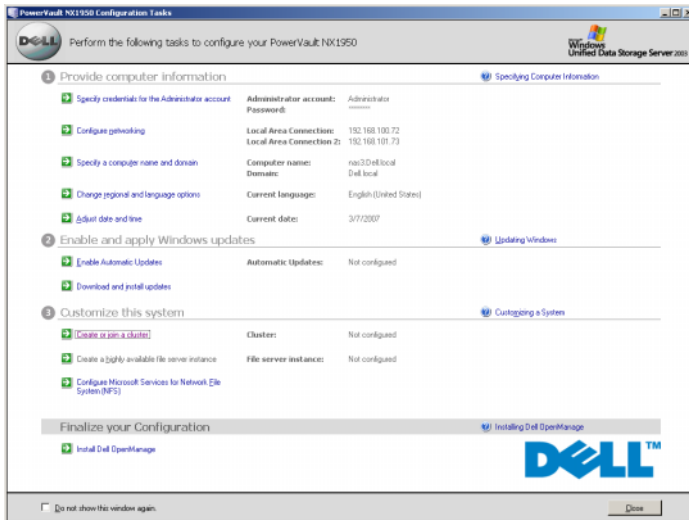 PowerVault NX1950 Configuration Tasks
DELL
Perform the following tasks to configure your PowerVault NX1950
Windows
Unified Data Storage Server 2003
1 Provide computer information
Specifying Computer Information
Specify credentials for the Administrator account
Administrator account: Administrator
Password: ********
Configure networking
Local Area Connection: 192.168.100.72
Local Area Connection 2: 192.168.101.73
Specify a computer name and domain
Computer name: nas3.Dell.local
Domain: Dell.local
Change regional and language options
Current language: English (United States)
Adjust date and time
Current date: 3/7/2007
2 Enable and apply Windows updates
Updating Windows
Enable Automatic Updates
Automatic Updates: Not configured
Download and install updates
3 Customize this system
Customizing a System
Create or join a cluster
Cluster: Not configured
Create a highly available file server instance
File server instance: Not configured
Configure Microsoft Services for Network File
System (NFS)
Finalize your Configuration
Installing Dell OpenManage
Install Dell OpenManage
DELL™
Do not show this window again.
Close